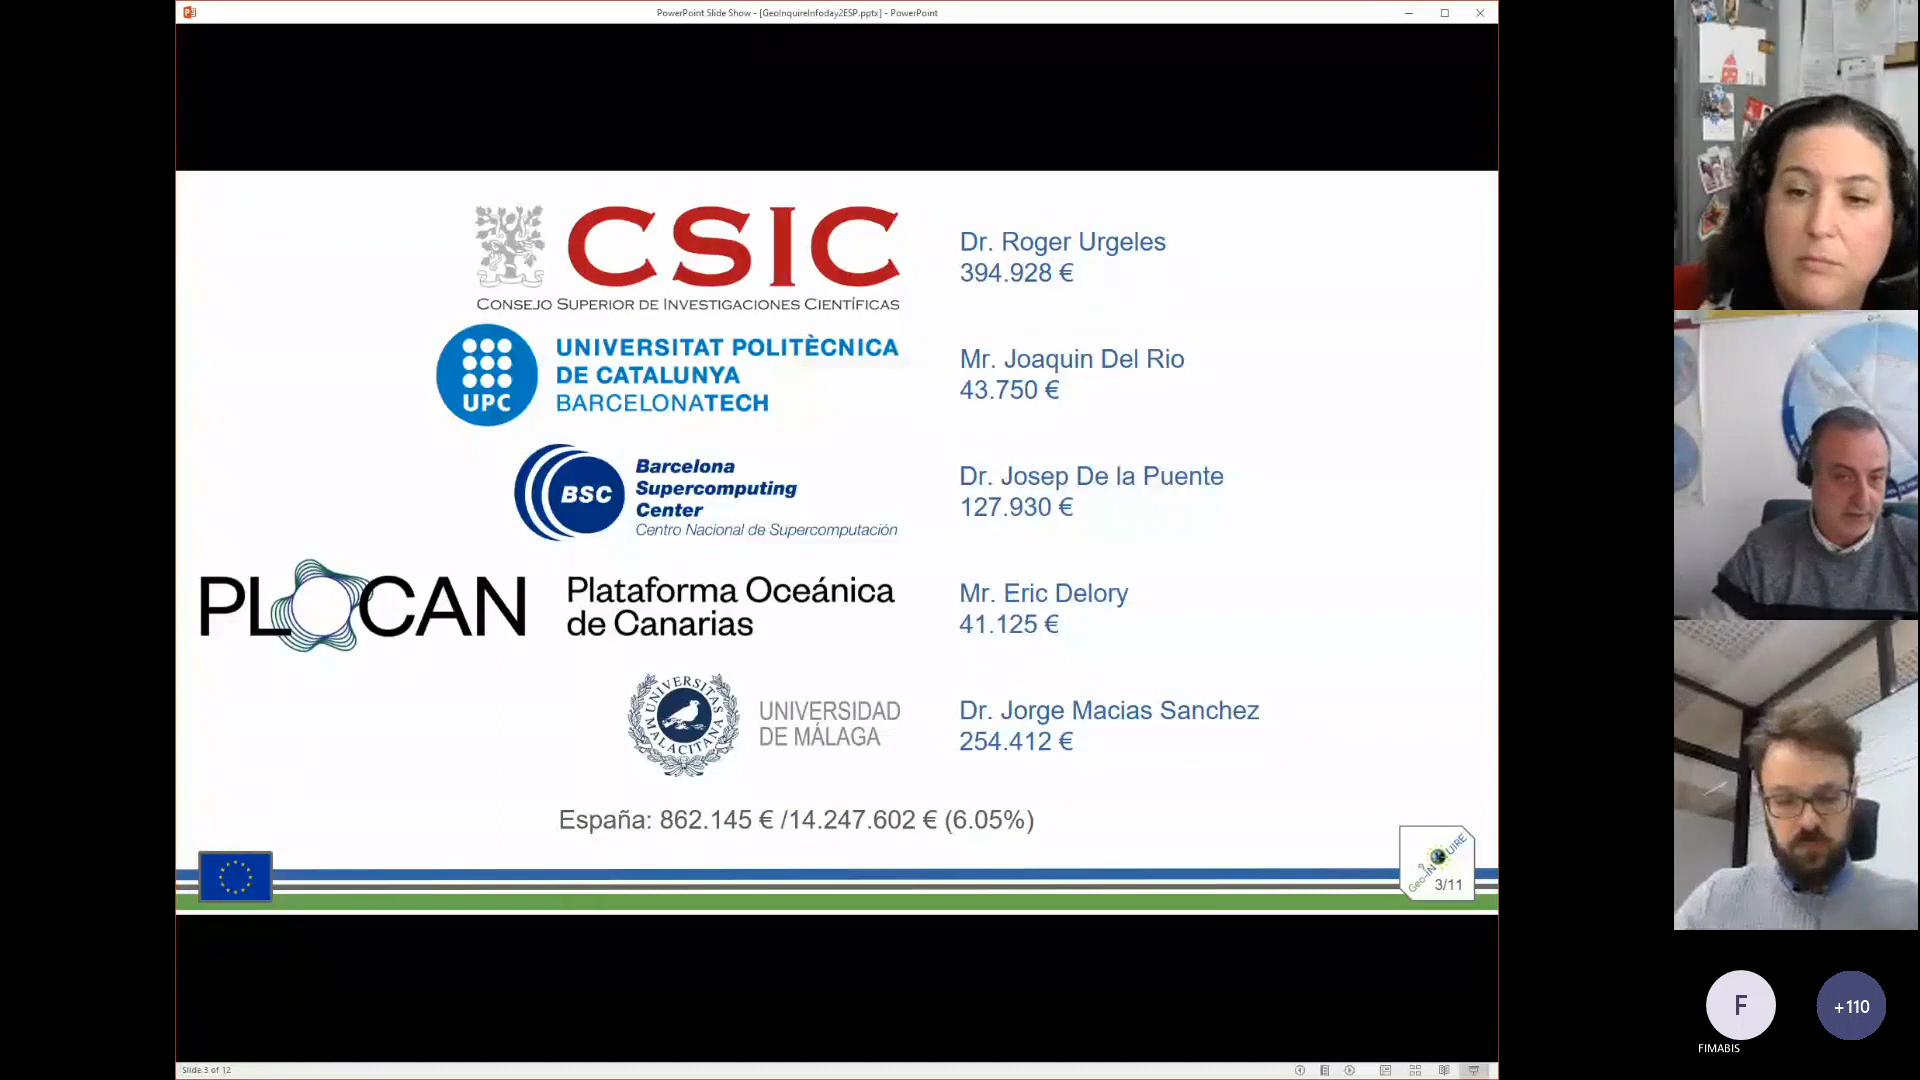 PowerPoint Slide Show - [GeoInquireInfoday2ESP.pptx] - PowerPoint
CSIC
CONSEJO SUPERIOR DE INVESTIGACIONES CIENTÍFICAS
Dr. Roger Urgeles
394.928 €
UPC
UNIVERSITAT POLITÈCNICA
DE CATALUNYA
BARCELONATECH
Mr. Joaquin Del Rio
43.750 €
BSC
Barcelona
Supercomputing
Center
Centro Nacional de Supercomputación
Dr. Josep De la Puente
127.930 €
PLOCAN
Plataforma Oceánica
de Canarias
Mr. Eric Delory
41.125 €
UNIVERSITAS MALACITANA
UNIVERSIDAD
DE MÁLAGA
Dr. Jorge Macias Sanchez
254.412 €
España: 862.145 € /14.247.602 € (6.05%)
Geo-INQUIRE
3/11
Slide 3 of 12
F
FIMABIS
+110